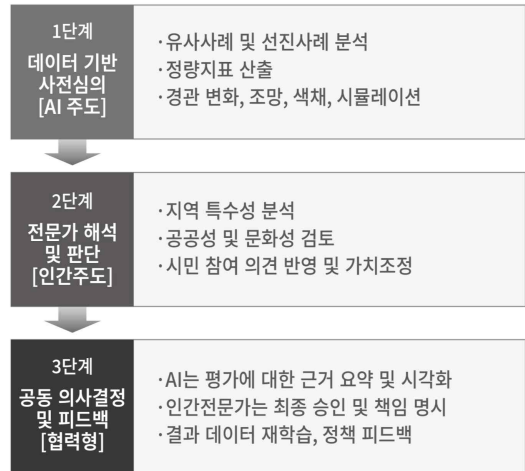 1단계
데이터 기반
사전심의
[AI 주도]
·유사사례 및 선진사례 분석
·정량지표 산출
·경관 변화, 조망, 색채, 시뮬레이션
2단계
전문가 해석
및 판단
[인간주도]
·지역 특수성 분석
·공공성 및 문화성 검토
·시민 참여 의견 반영 및 가치조정
3단계
공동 의사결정
및 피드백
[협력형]
·AI는 평가에 대한 근거 요약 및 시각화
·인간전문가는 최종 승인 및 책임 명시
·결과 데이터 재학습, 정책 피드백